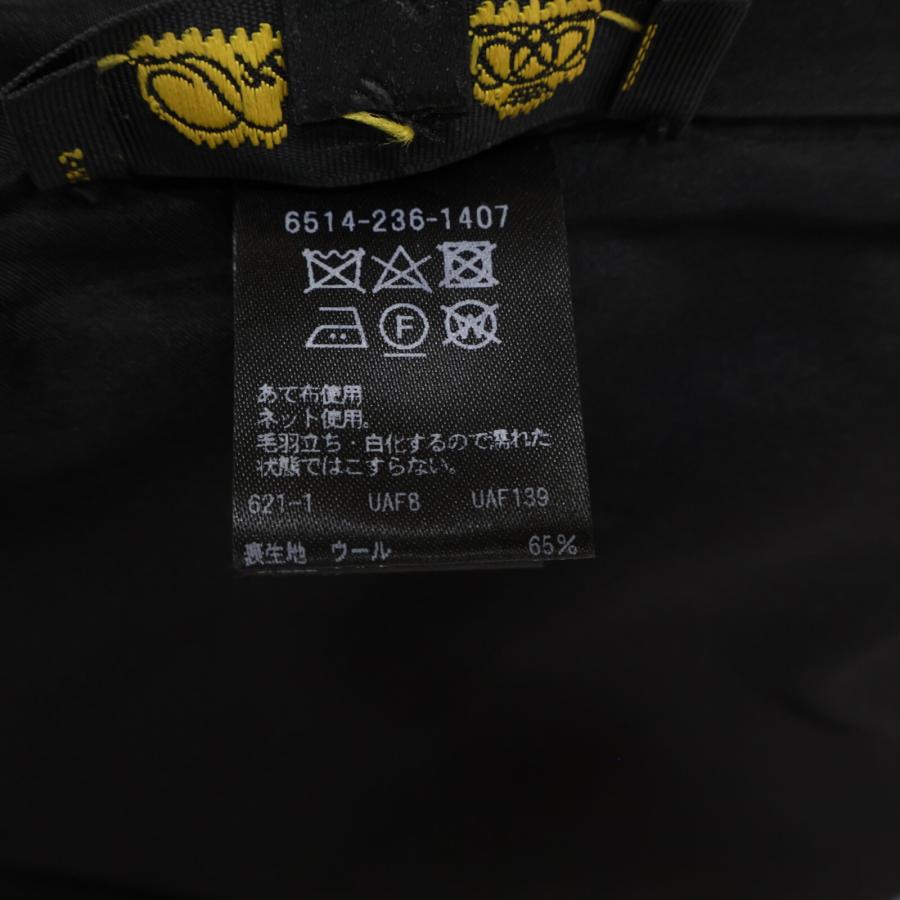 6514-236-1407
F
W
あて布使用
ネット使用。
毛羽立ち・白化するので濡れた
状態ではこすらない。
621-1 UAF8 UAF139
表生地 ウール 65%